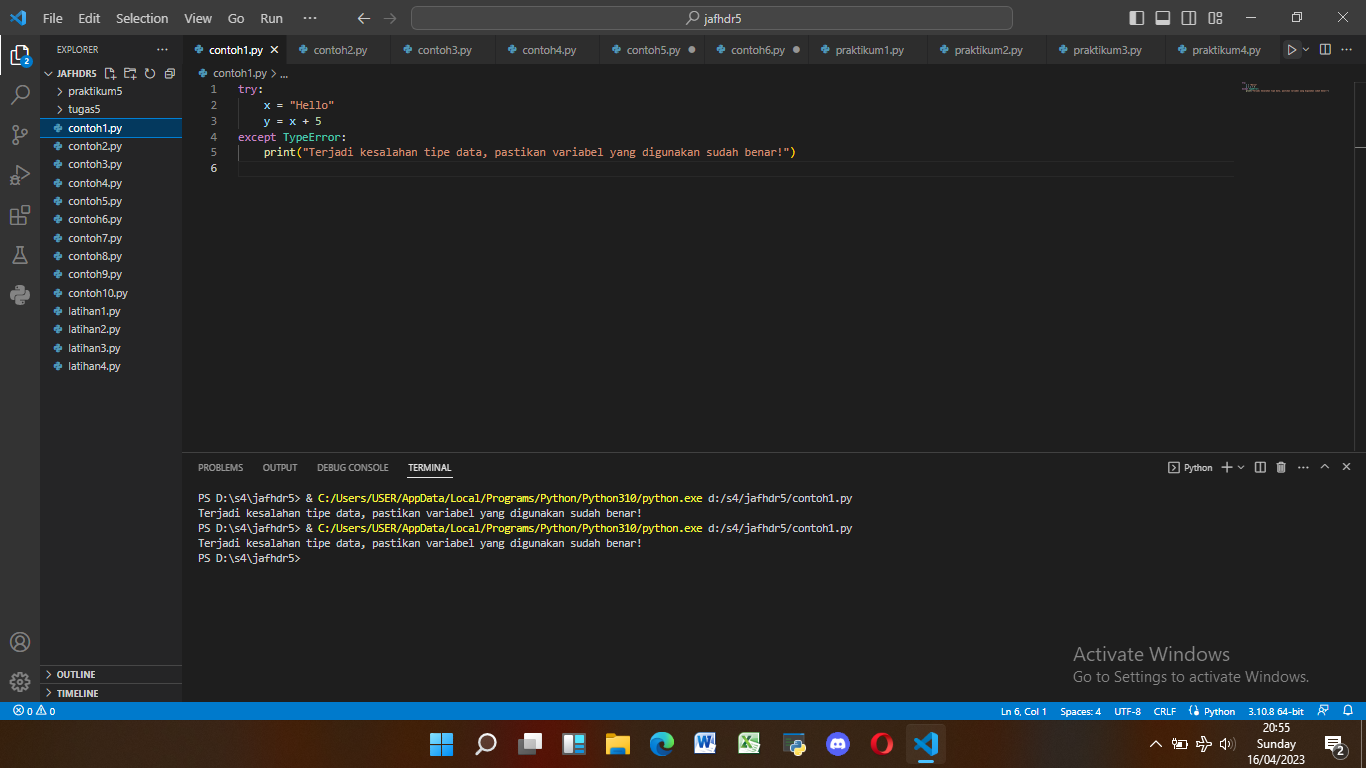 File Edit Selection View Go Run ···
jafhdr5
EXPLORER ···
contoh1.py contoh2.py contoh3.py contoh4.py contoh5.py contoh6.py praktikum1.py praktikum2.py praktikum3.py praktikum4.py ···
2
JAFHDR5
praktikum5
tugas5
contoh1.py
contoh2.py
contoh3.py
contoh4.py
contoh5.py
contoh6.py
contoh7.py
contoh8.py
contoh9.py
contoh10.py
latihan1.py
latihan2.py
latihan3.py
latihan4.py
OUTLINE
TIMELINE
contoh1.py > ...
1 try:
2 x = "Hello"
3 y = x + 5
4 except TypeError:
5 print("Terjadi kesalahan tipe data, pastikan variabel yang digunakan sudah benar!")
6
PROBLEMS OUTPUT DEBUG CONSOLE TERMINAL Python ···
PS D:\s4\jafhdr5> & C:/Users/USER/AppData/Local/Programs/Python/Python310/python.exe d:/s4/jafhdr5/contoh1.py
Terjadi kesalahan tipe data, pastikan variabel yang digunakan sudah benar!
PS D:\s4\jafhdr5> & C:/Users/USER/AppData/Local/Programs/Python/Python310/python.exe d:/s4/jafhdr5/contoh1.py
Terjadi kesalahan tipe data, pastikan variabel yang digunakan sudah benar!
PS D:\s4\jafhdr5>
Activate Windows
Go to Settings to activate Windows.
0 0 Ln 6, Col 1 Spaces: 4 UTF-8 CRLF Python 3.10.8 64-bit
20:55
Sunday
16/04/2023
2